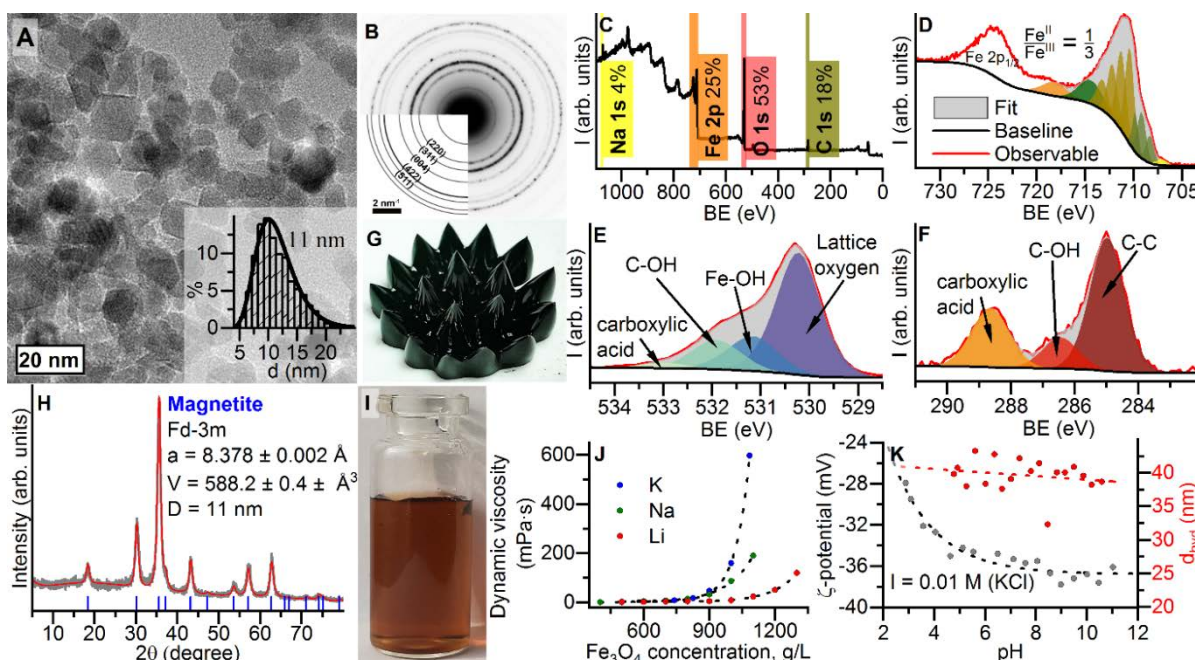 A
20 nm
%
10
5
0
11 nm
5 10 15 20
d (nm)
B
(220)
(311)
(004)
(422)
(511)
2 nm⁻¹
C
I (arb. units)
Na 1s 4%
Fe 2p 25%
O 1s 53%
C 1s 18%
1000 800 600 400 200 0
BE (eV)
D
I (arb. units)
Fe 2p1/2
FeII
FeIII
= 1
3
Fit
Baseline
Observable
730 725 720 715 710 705
BE (eV)
G
E
I (arb. units)
C-OH
Fe-OH
Lattice
oxygen
carboxylic
acid
534 533 532 531 530 529
BE (eV)
F
I (arb. units)
carboxylic
acid
C-OH
C-C
290 288 286 284
BE (eV)
H
Intensity (arb. units)
Magnetite
Fd-3m
a = 8.378 ± 0.002 Å
V = 588.2 ± 0.4 ± Å³
D = 11 nm
10 20 30 40 50 60 70
2θ (degree)
I
J
Dynamic viscosity
(mPa·s)
600
400
200
0
K
Na
Li
600 900 1200
Fe₃O₄ concentration, g/L
K
ζ-potential (mV)
-24
-28
-32
-36
-40
I = 0.01 M (KCl)
2 4 6 8 10 12
pH
40
35
30
25
20
dhyd (nm)